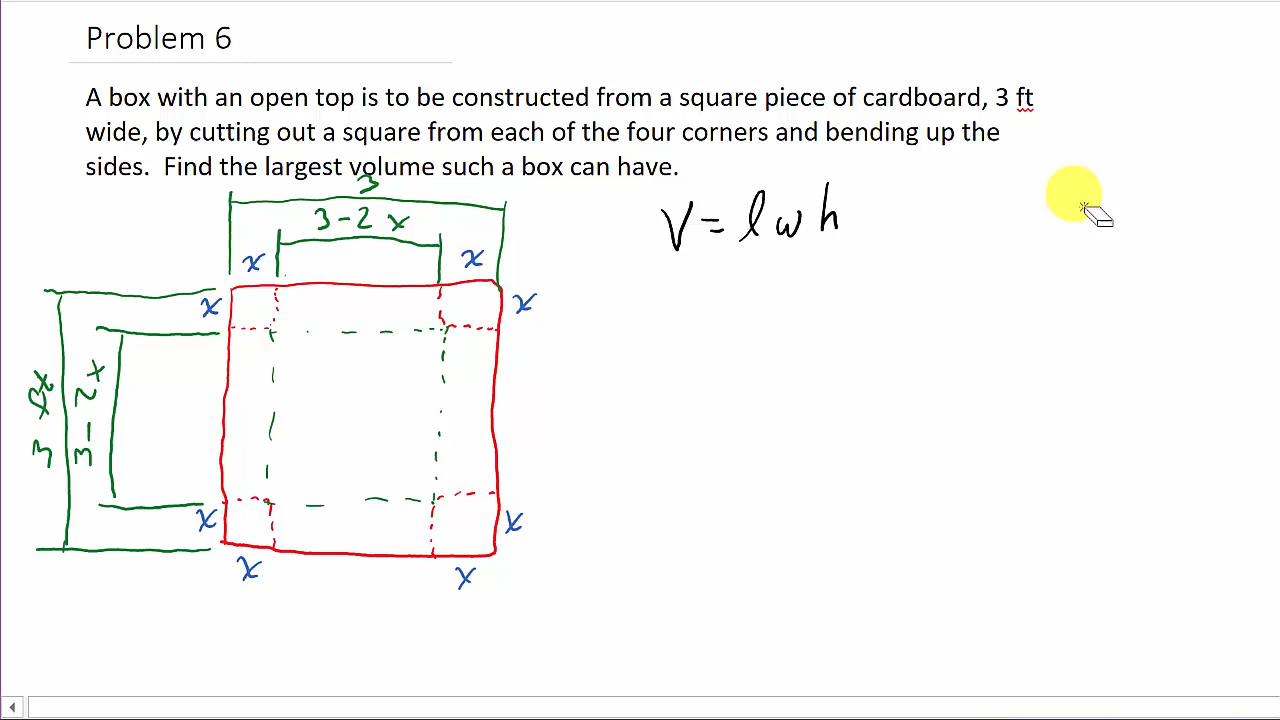 Problem 6
A box with an open top is to be constructed from a square piece of cardboard, 3 ft
wide, by cutting out a square from each of the four corners and bending up the
sides. Find the largest volume such a box can have.
3
3 - 2 x
V = l w h
x
x
x
x
3
3 - 2 x
x
x
x
x